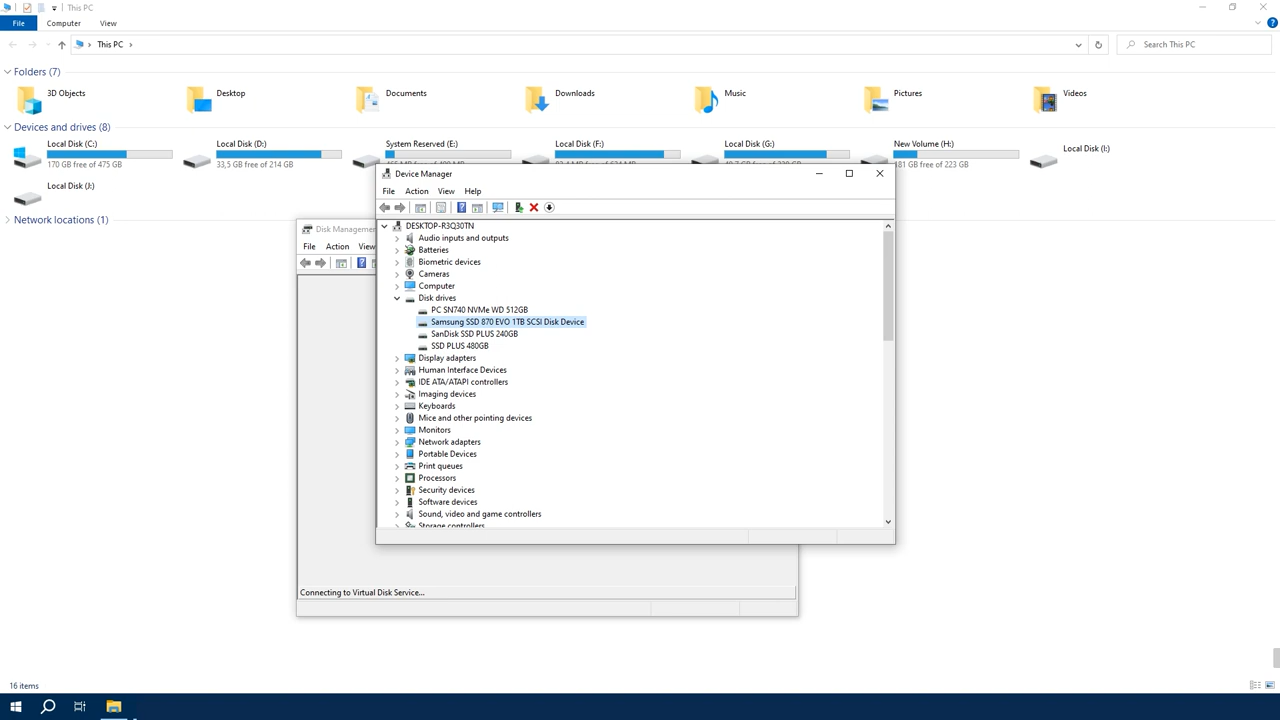 This PC
File
Computer
View
This PC
Search This PC
Folders (7)
3D Objects
Desktop
Documents
Downloads
Music
Pictures
Videos
Devices and drives (8)
Local Disk (C:)
170 GB free of 475 GB
Local Disk (D:)
33,5 GB free of 214 GB
System Reserved (E:)
Local Disk (F:)
Local Disk (G:)
New Volume (H:)
181 GB free of 223 GB
Local Disk (I:)
Local Disk (J:)
Network locations (1)
Disk Management
File
Action
View
Connecting to Virtual Disk Service...
Device Manager
File
Action
View
Help
DESKTOP-R3Q30TN
Audio inputs and outputs
Batteries
Biometric devices
Cameras
Computer
Disk drives
PC SN740 NVMe WD 512GB
Samsung SSD 870 EVO 1TB SCSI Disk Device
SanDisk SSD PLUS 240GB
SSD PLUS 480GB
Display adapters
Human Interface Devices
IDE ATA/ATAPI controllers
Imaging devices
Keyboards
Mice and other pointing devices
Monitors
Network adapters
Portable Devices
Print queues
Processors
Security devices
Software devices
Sound, video and game controllers
Storage controllers
16 items